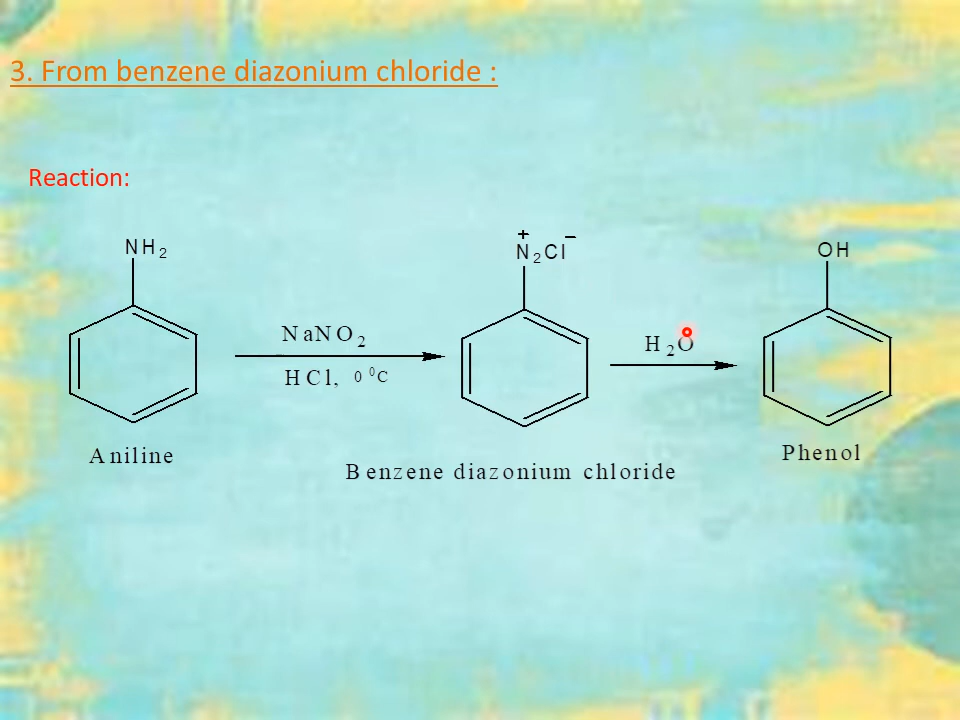 3. From benzene diazonium chloride :
Reaction:
NH2
N2Cl
+ –
OH
NaNO2
HCl, 0 0C
H2O
Aniline
Benzene diazonium chloride
Phenol